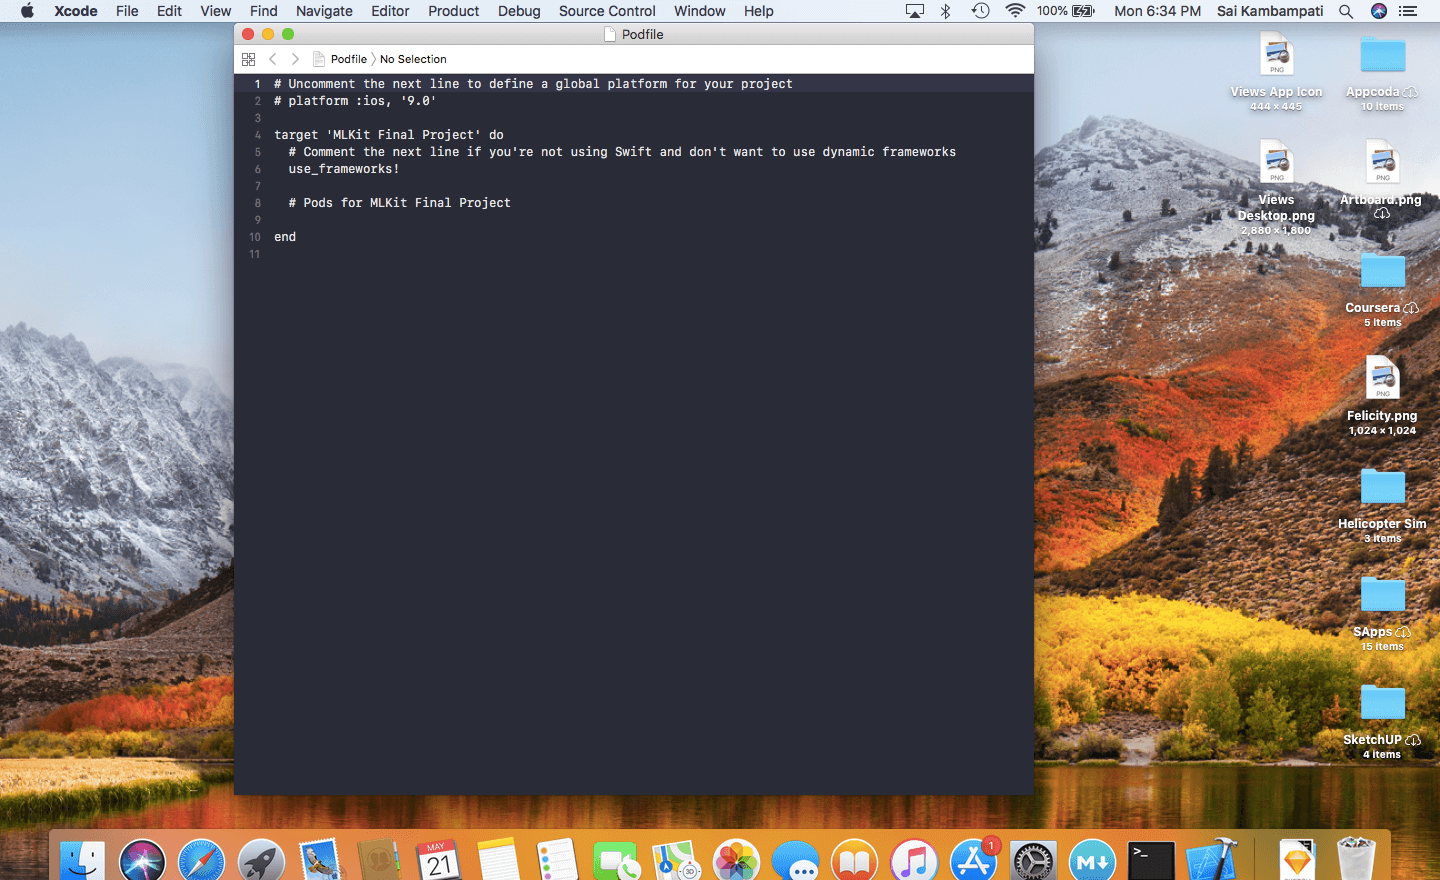 Xcode File Edit View Find Navigate Editor Product Debug Source Control Window Help 100% Mon 6:34 PM Sai Kambampati
Podfile
Podfile No Selection
1 # Uncomment the next line to define a global platform for your project
2 # platform :ios, '9.0'
3
4 target 'MLKit Final Project' do
5 # Comment the next line if you're not using Swift and don't want to use dynamic frameworks
6 use_frameworks!
7
8 # Pods for MLKit Final Project
9
10 end
11
PNG
Views App Icon
444 × 445
Appcoda
10 items
PNG
Views
Desktop.png
2,880 × 1,800
PNG
Artboard.png
Coursera
5 items
PNG
Felicity.png
1,024 × 1,024
Helicopter Sim
3 items
SApps
15 items
SketchUP
4 items
MAY
21
3D
1
M
>_